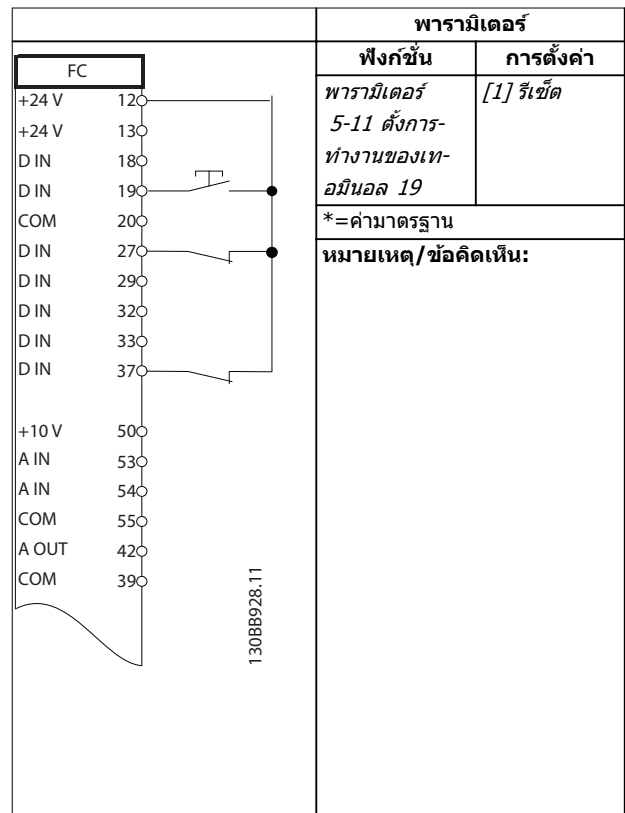 พารามิเตอร์
ฟังก์ชั่น การตั้งค่า
พารามิเตอร์ [1] รีเซ็ต
5-11 ตั้งการ-
ทำงานของเท-
อมินอล 19
*=ค่ามาตรฐาน
หมายเหตุ/ข้อคิดเห็น:
FC
+24 V 12
+24 V 13
D IN 18
D IN 19
COM 20
D IN 27
D IN 29
D IN 32
D IN 33
D IN 37
+10 V 50
A IN 53
A IN 54
COM 55
A OUT 42
COM 39
130BB928.11